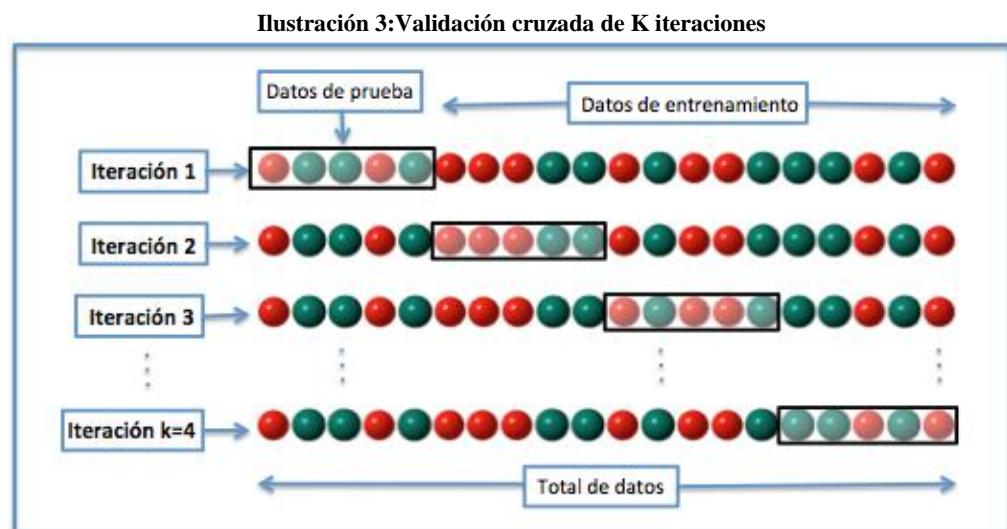 Ilustración 3:Validación cruzada de K iteraciones
Datos de prueba
Datos de entrenamiento
Iteración 1
Iteración 2
Iteración 3
Iteración k=4
Total de datos